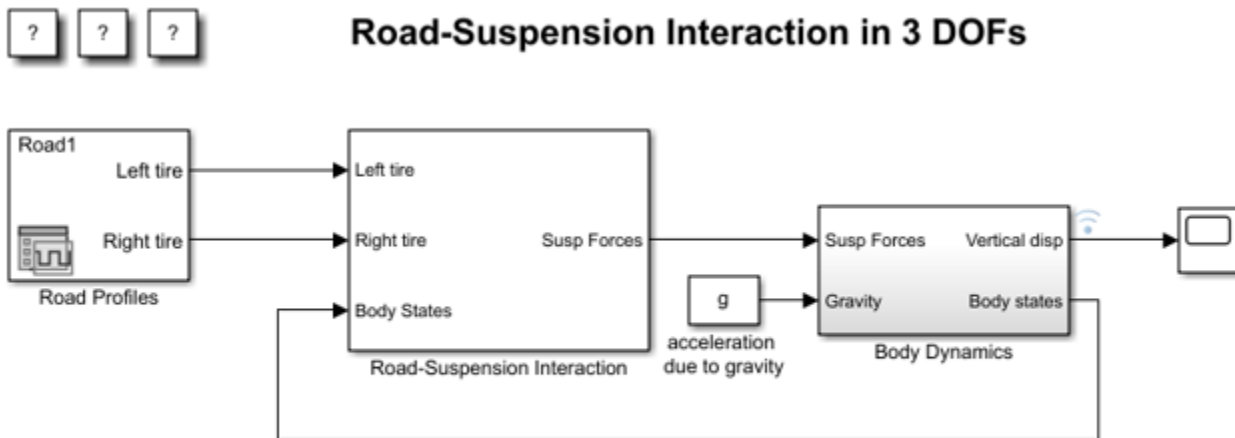 ? ? ? Road-Suspension Interaction in 3 DOFs
Road1
Left tire
Right tire
Road Profiles
Left tire
Right tire
Susp Forces
Body States
Road-Suspension Interaction
g
acceleration
due to gravity
Susp Forces
Vertical disp
Gravity
Body states
Body Dynamics